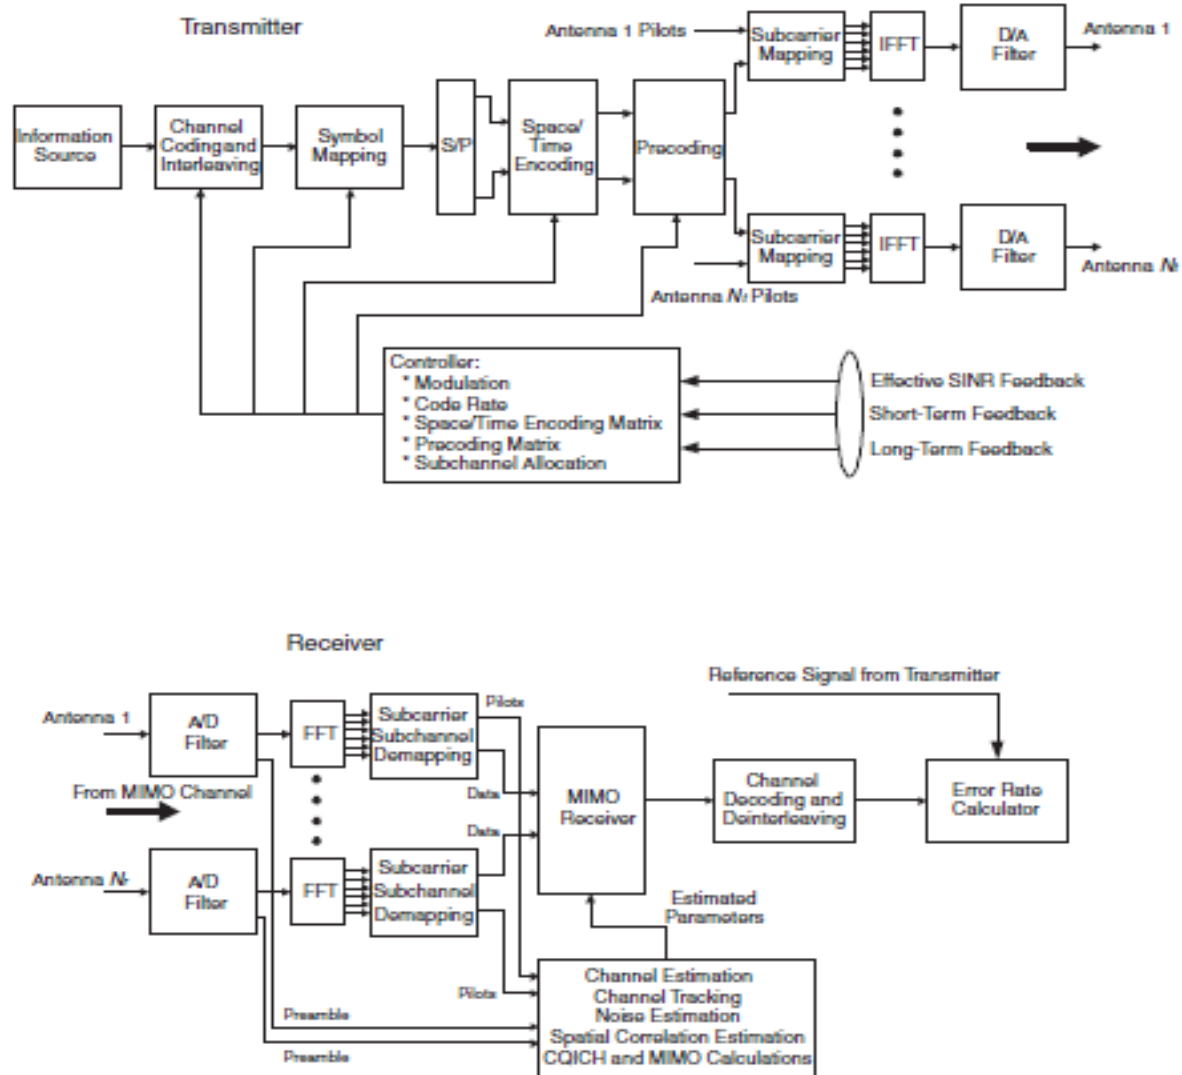 Transmitter
Antenna 1 Pilots
Subcarrier
Mapping
IFFT
D/A
Filter
Antenna 1
Information
Source
Channel
Coding and
Interleaving
Symbol
Mapping
S/P
Space/
Time
Encoding
Precoding
Subcarrier
Mapping
IFFT
D/A
Filter
Antenna Nt
Antenna Nt Pilots
Controller:
* Modulation
* Code Rate
* Space/Time Encoding Matrix
* Precoding Matrix
* Subchannel Allocation
Effective SINR Feedback
Short-Term Feedback
Long-Term Feedback
Receiver
Reference Signal from Transmitter
Antenna 1
A/D
Filter
FFT
Subcarrier
Subchannel
Demapping
Pilots
Data
From MIMO Channel
MIMO
Receiver
Channel
Decoding and
Deinterleaving
Error Rate
Calculator
Data
Antenna Nr
A/D
Filter
FFT
Subcarrier
Subchannel
Demapping
Estimated
Parameters
Pilots
Preamble
Preamble
Channel Estimation
Channel Tracking
Noise Estimation
Spatial Correlation Estimation
CQICH and MIMO Calculations